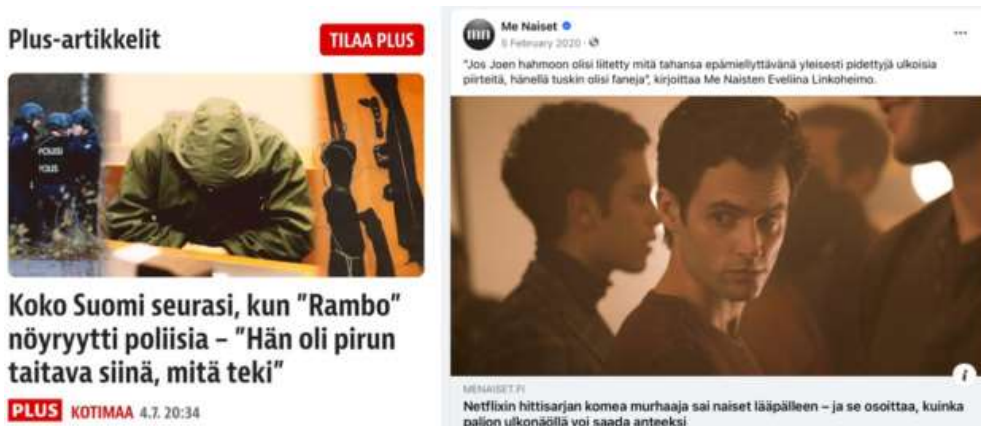 Plus-artikkelit
TILAA PLUS
POLIISI
POLIS
Koko Suomi seurasi, kun ”Rambo”
nöyryytti poliisia – ”Hän oli pirun
taitava siinä, mitä teki”
PLUS KOTIMAA 4.7. 20:34
mn
Me Naiset
5 February 2020 ·
"Jos Joen hahmoon olisi liitetty mitä tahansa epämiellyttävänä yleisesti pidettyjä ulkoisia
piirteitä, hänellä tuskin olisi faneja", kirjoittaa Me Naisten Eveliina Linkoheimo.
MENAISET.FI
Netflixin hittisarjan komea murhaaja sai naiset lääpälleen – ja se osoittaa, kuinka
paljon ulkonäöllä voi saada anteeksi